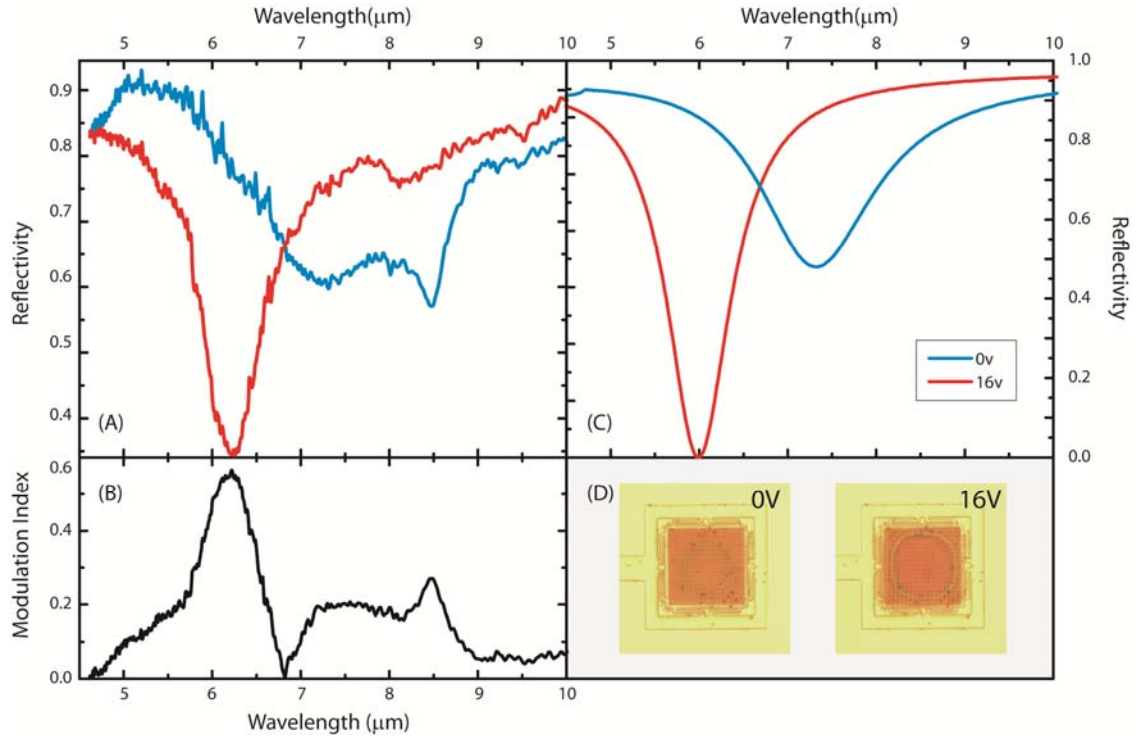 Wavelength(μm)
Wavelength(μm)
5 6 7 8 9 10
5 6 7 8 9 10
Reflectivity
0.9
0.8
0.7
0.6
0.5
0.4
0.3
(A)
Reflectivity
1.0
0.8
0.6
0.4
0.2
0.0
0v
16v
(C)
Modulation Index
0.6
0.4
0.2
0.0
(B)
5 6 7 8 9 10
Wavelength (μm)
(D)
0V
16V